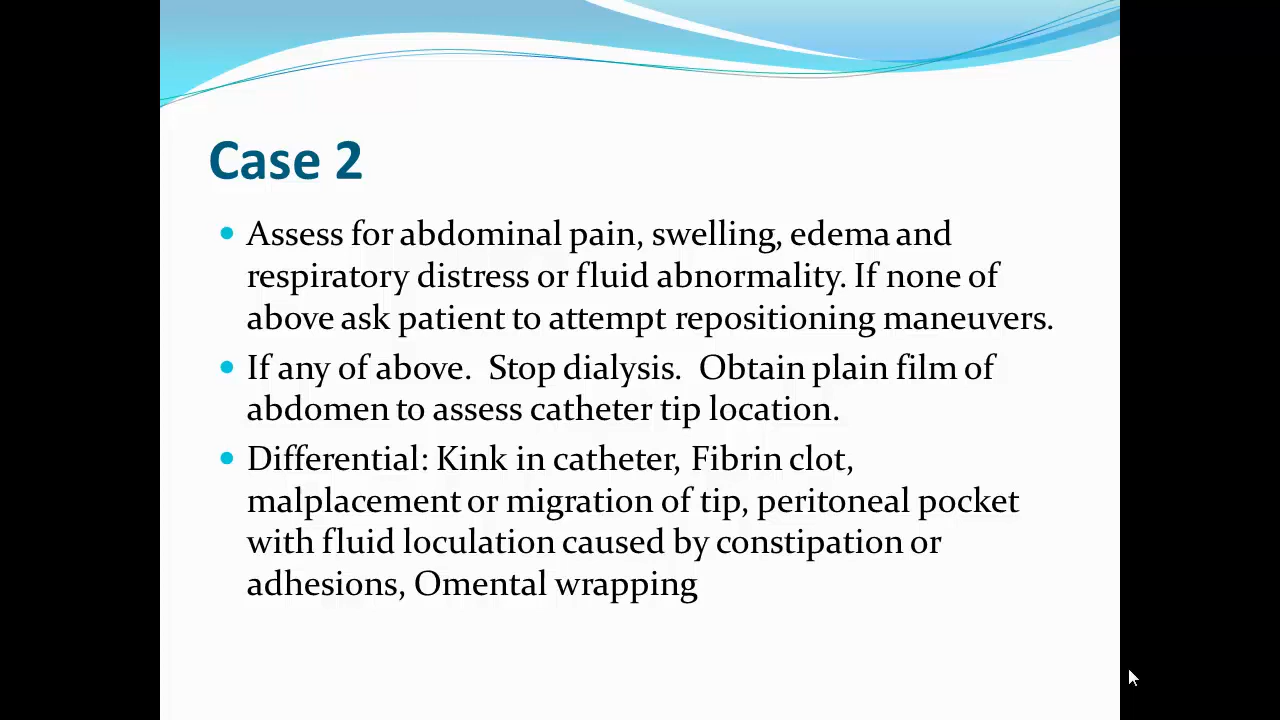 Case 2
• Assess for abdominal pain, swelling, edema and
respiratory distress or fluid abnormality. If none of
above ask patient to attempt repositioning maneuvers.
• If any of above.  Stop dialysis.  Obtain plain film of
abdomen to assess catheter tip location.
• Differential: Kink in catheter, Fibrin clot,
malplacement or migration of tip, peritoneal pocket
with fluid loculation caused by constipation or
adhesions, Omental wrapping